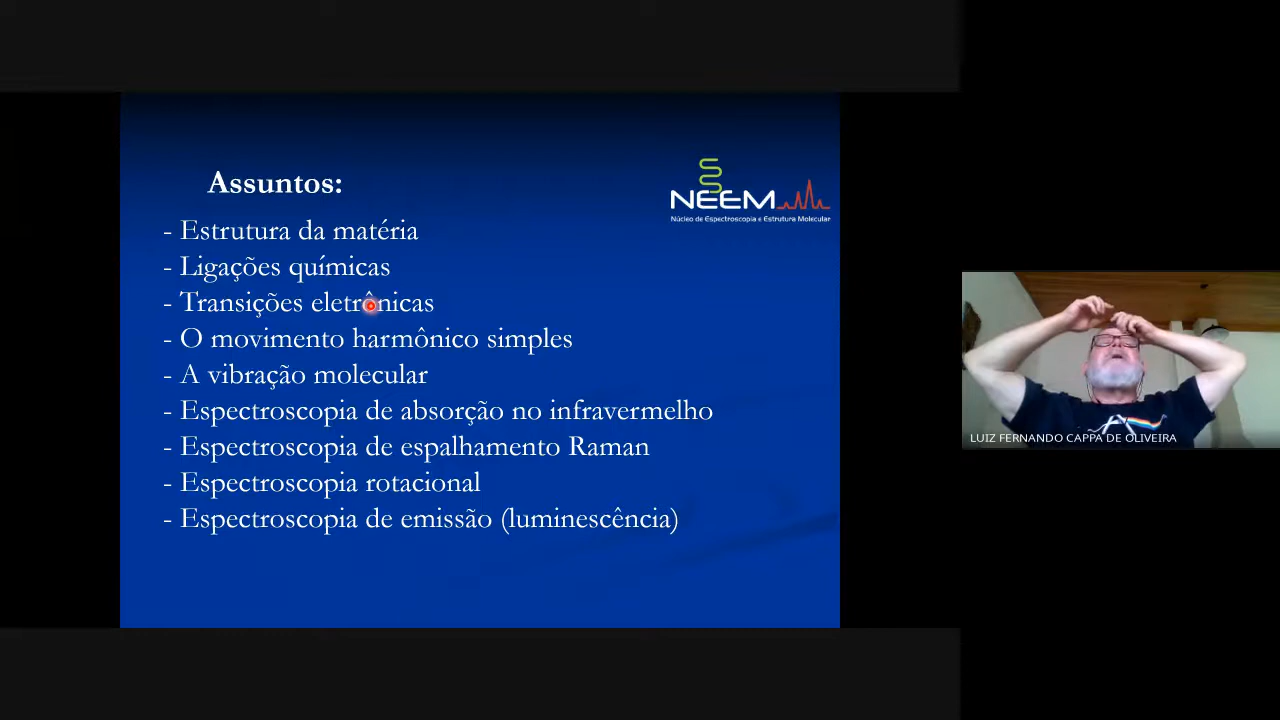 Assuntos:
NEEM
Núcleo de Espectroscopia e Estrutura Molecular
- Estrutura da matéria
- Ligações químicas
- Transições eletrônicas
- O movimento harmônico simples
- A vibração molecular
- Espectroscopia de absorção no infravermelho
- Espectroscopia de espalhamento Raman
- Espectroscopia rotacional
- Espectroscopia de emissão (luminescência)
LUIZ FERNANDO CAPPA DE OLIVEIRA